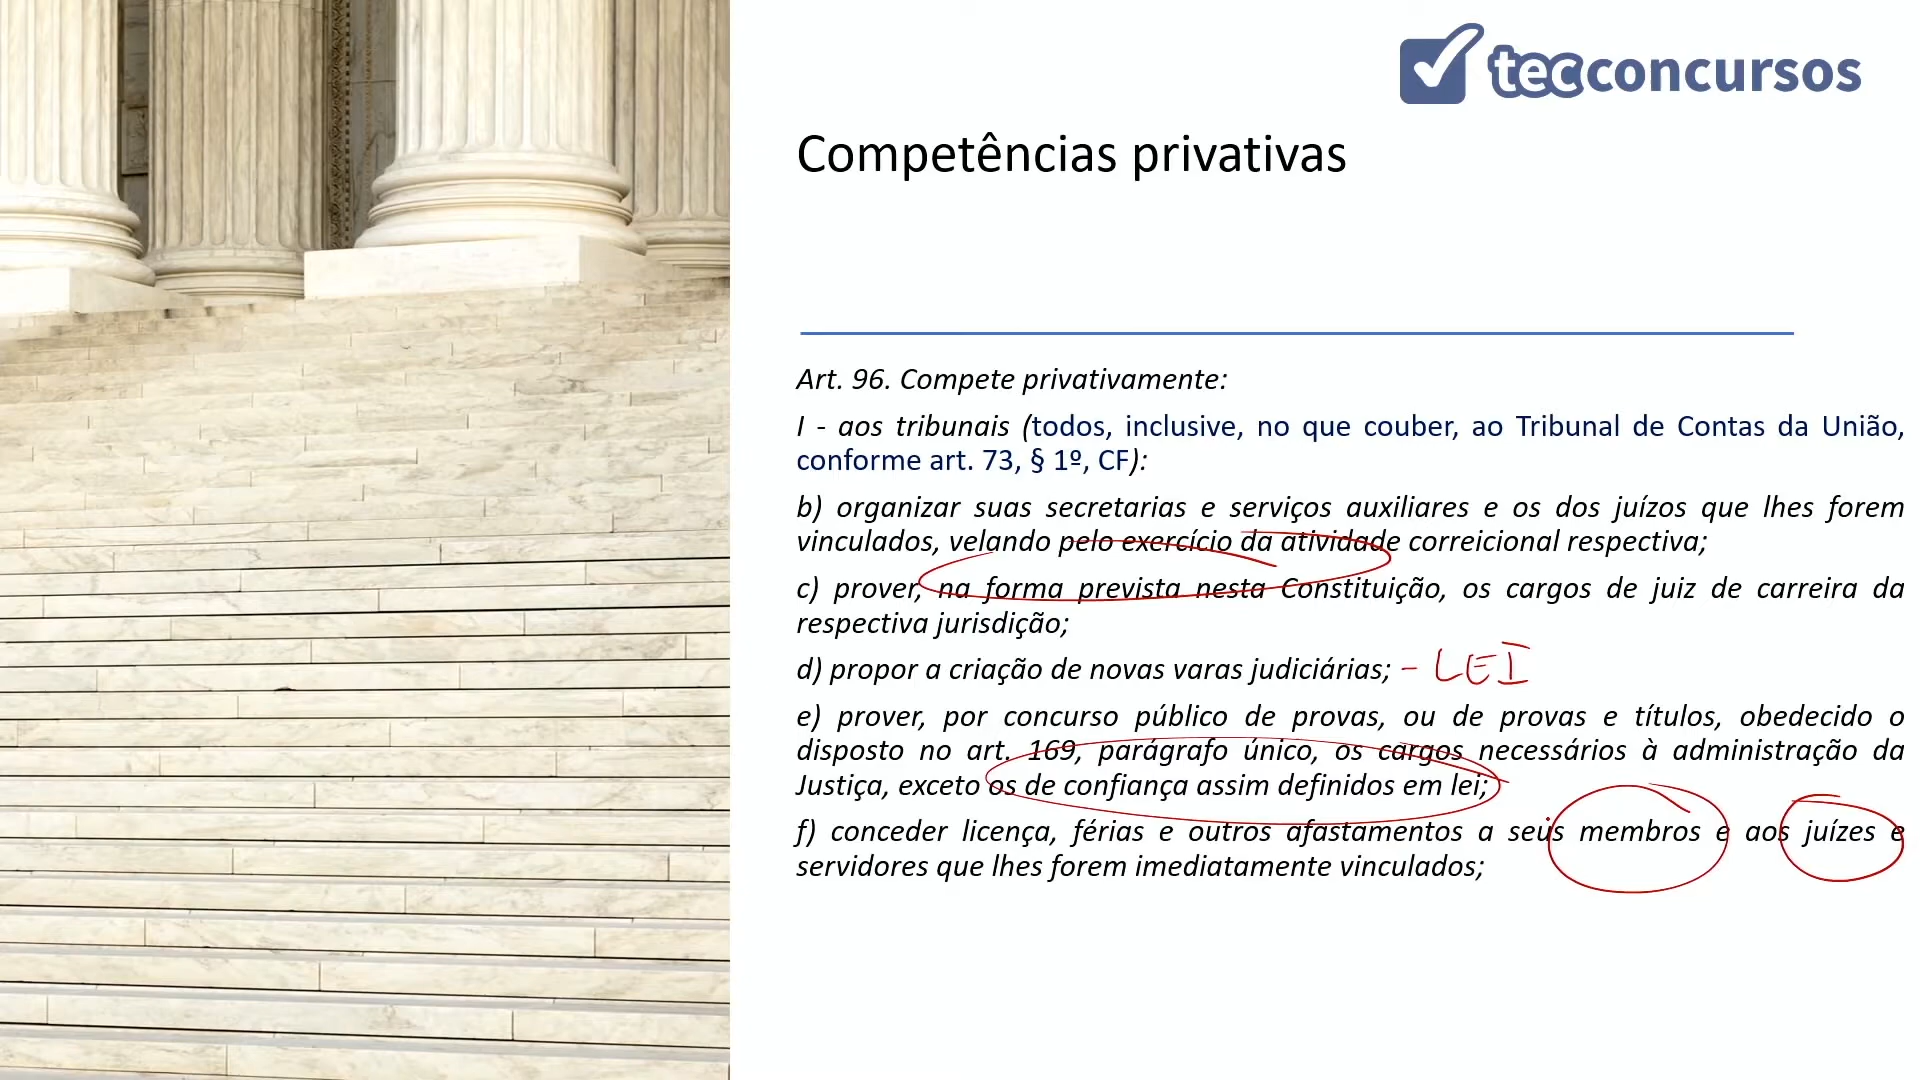 tecconcursos
Competências privativas
Art. 96. Compete privativamente:
I - aos tribunais (todos, inclusive, no que couber, ao Tribunal de Contas da União,
conforme art. 73, § 1º, CF):
b) organizar suas secretarias e serviços auxiliares e os dos juízos que lhes forem
vinculados, velando pelo exercício da atividade correicional respectiva;
c) prover, na forma prevista nesta Constituição, os cargos de juiz de carreira da
respectiva jurisdição;
d) propor a criação de novas varas judiciárias; - LEI
e) prover, por concurso público de provas, ou de provas e títulos, obedecido o
disposto no art. 169, parágrafo único, os cargos necessários à administração da
Justiça, exceto os de confiança assim definidos em lei;
f) conceder licença, férias e outros afastamentos a seus membros e aos juízes e
servidores que lhes forem imediatamente vinculados;